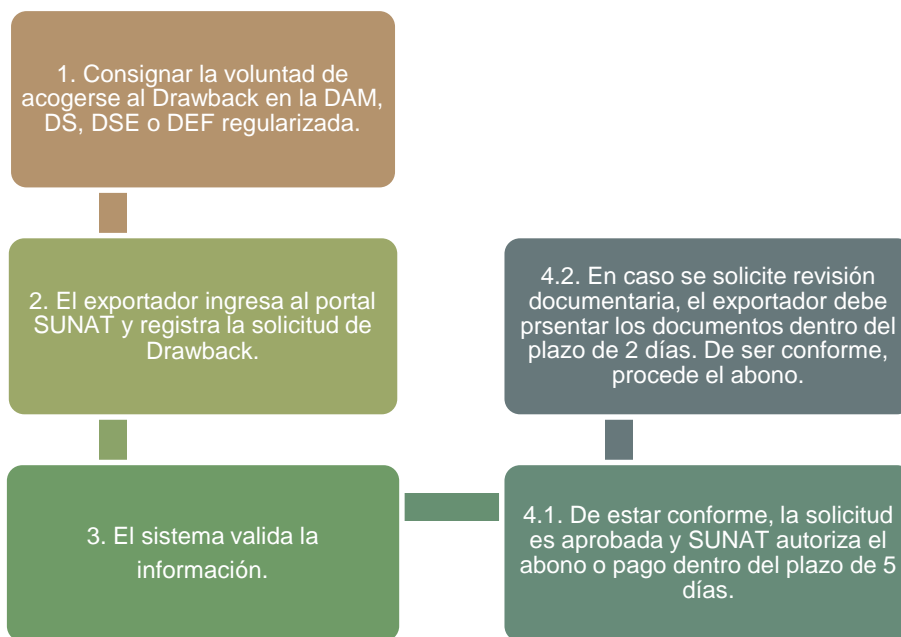 1. Consignar la voluntad de
acogerse al Drawback en la DAM,
DS, DSE o DEF regularizada.
2. El exportador ingresa al portal
SUNAT y registra la solicitud de
Drawback.
3. El sistema valida la
información.
4.1. De estar conforme, la solicitud
es aprobada y SUNAT autoriza el
abono o pago dentro del plazo de 5
días.
4.2. En caso se solicite revisión
documentaria, el exportador debe
prsentar los documentos dentro del
plazo de 2 días. De ser conforme,
procede el abono.